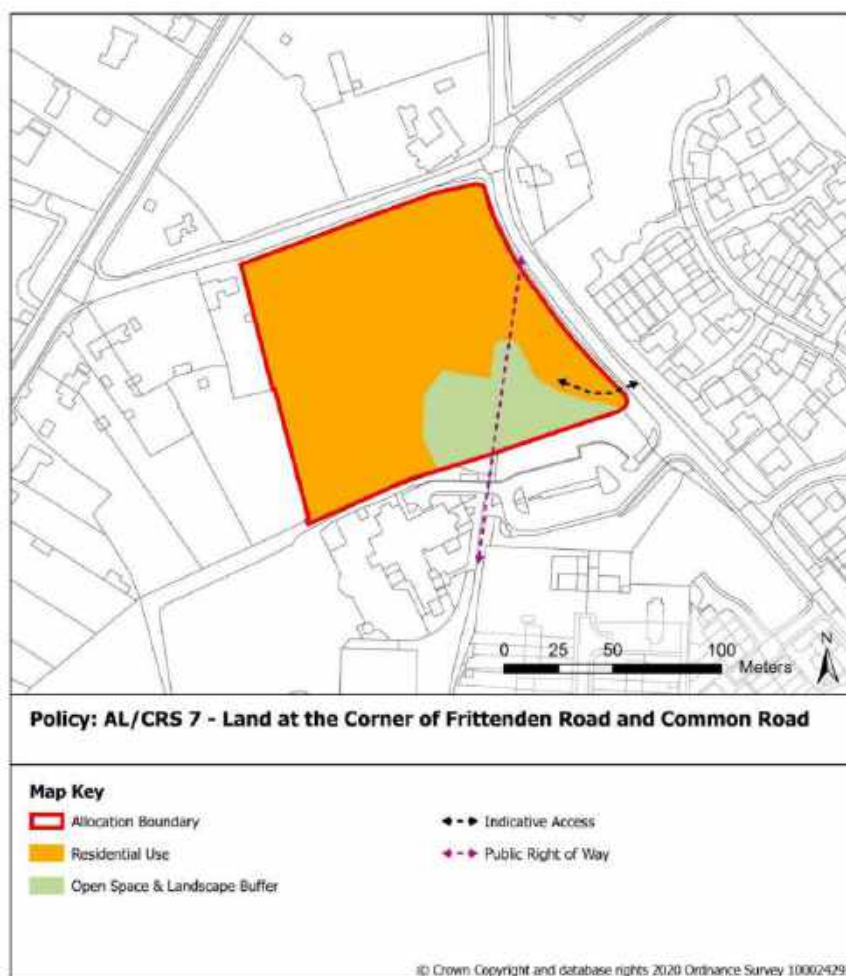 N
0 25 50 100
Meters
Policy: AL/CRS 7 - Land at the Corner of Frittenden Road and Common Road
Map Key
Allocation Boundary
Residential Use
Open Space & Landscape Buffer
Indicative Access
Public Right of Way
© Crown Copyright and database rights 2020 Ordnance Survey 10002429